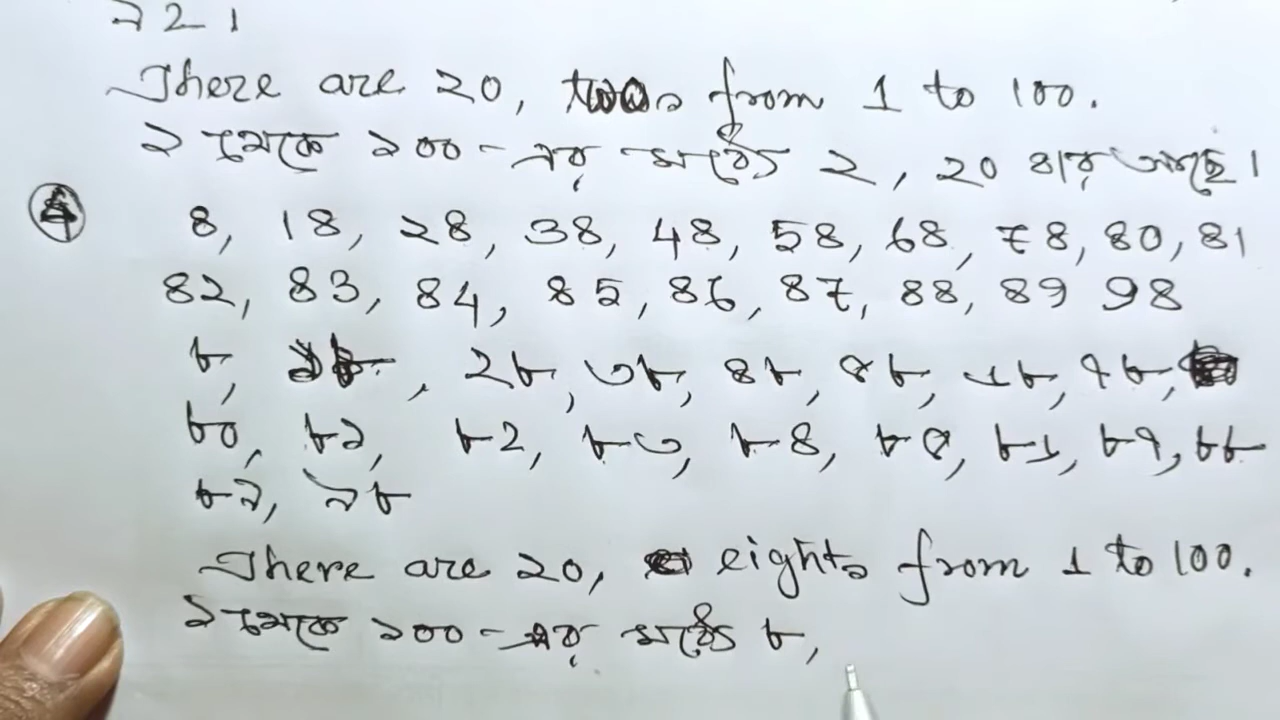 ৯২।
There are 20, twos from 1 to 100.
১ থেকে ১০০-এর মধ্যে ২, ২০ বার আছে।
8, 18, 28, 38, 48, 58, 68, 78, 80, 81
82, 83, 84, 85, 86, 87, 88, 89 98
৮, ১৮, ২৮, ৩৮, ৪৮, ৫৮, ৬৮, ৭৮,
৮০, ৮১, ৮২, ৮৩, ৮৪, ৮৫, ৮৬, ৮৭, ৮৮
৮৯, ৯৮
There are 20, eights from 1 to 100.
১ থেকে ১০০-এর মধ্যে ৮,